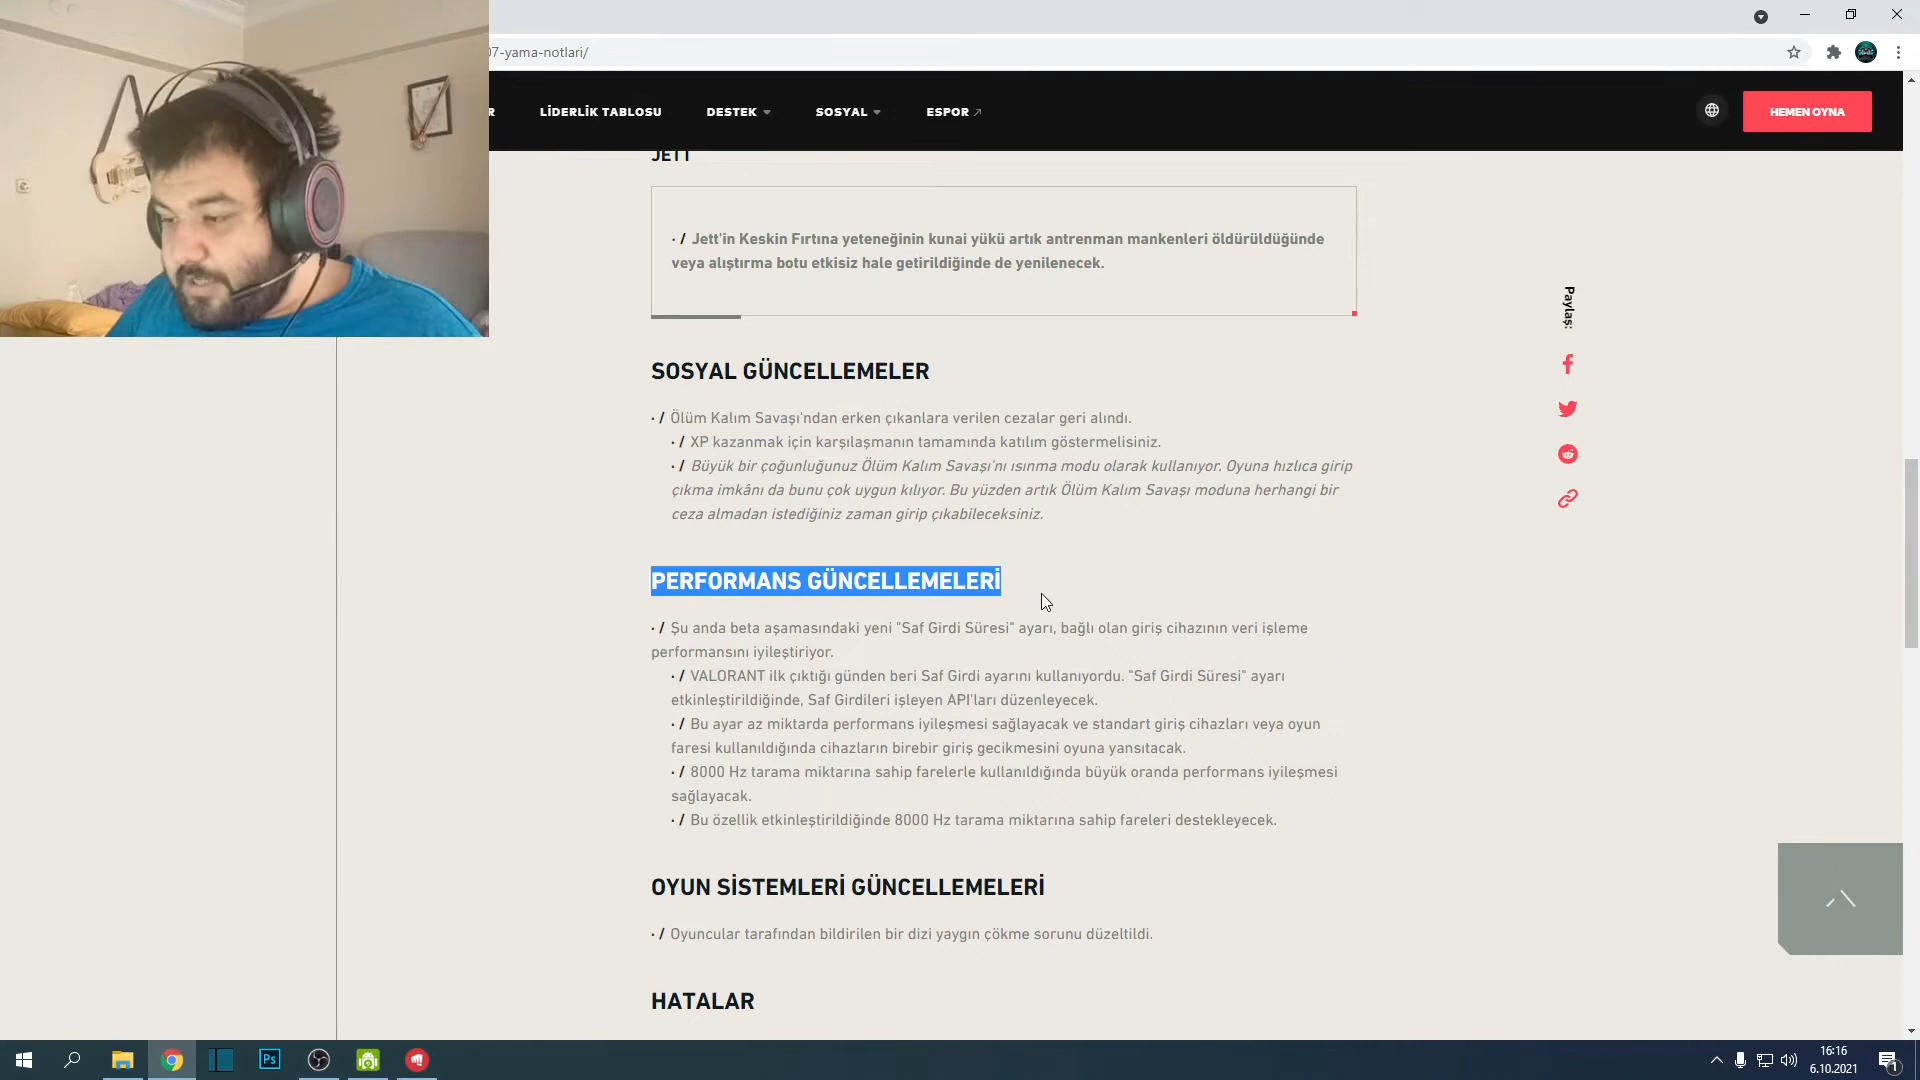 07-yama-notlari/
R LİDERLİK TABLOSU DESTEK SOSYAL ESPOR HEMEN OYNA
JETT
· / Jett'in Keskin Fırtına yeteneğinin kunai yükü artık antrenman mankenleri öldürüldüğünde
veya alıştırma botu etkisiz hale getirildiğinde de yenilenecek.
Paylaş:
SOSYAL GÜNCELLEMELER
· / Ölüm Kalım Savaşı'ndan erken çıkanlara verilen cezalar geri alındı.
· / XP kazanmak için karşılaşmanın tamamında katılım göstermelisiniz.
· / Büyük bir çoğunluğunuz Ölüm Kalım Savaşı'nı ısınma modu olarak kullanıyor. Oyuna hızlıca girip
çıkma imkânı da bunu çok uygun kılıyor. Bu yüzden artık Ölüm Kalım Savaşı moduna herhangi bir
ceza almadan istediğiniz zaman girip çıkabileceksiniz.
PERFORMANS GÜNCELLEMELERİ
· / Şu anda beta aşamasındaki yeni "Saf Girdi Süresi" ayarı, bağlı olan giriş cihazının veri işleme
performansını iyileştiriyor.
· / VALORANT ilk çıktığı günden beri Saf Girdi ayarını kullanıyordu. "Saf Girdi Süresi" ayarı
etkinleştirildiğinde, Saf Girdileri işleyen API'ları düzenleyecek.
· / Bu ayar az miktarda performans iyileşmesi sağlayacak ve standart giriş cihazları veya oyun
faresi kullanıldığında cihazların birebir giriş gecikmesini oyuna yansıtacak.
· / 8000 Hz tarama miktarına sahip farelerle kullanıldığında büyük oranda performans iyileşmesi
sağlayacak.
· / Bu özellik etkinleştirildiğinde 8000 Hz tarama miktarına sahip fareleri destekleyecek.
OYUN SİSTEMLERİ GÜNCELLEMELERİ
· / Oyuncular tarafından bildirilen bir dizi yaygın çökme sorunu düzeltildi.
HATALAR
Ps
16:16
6.10.2021
1